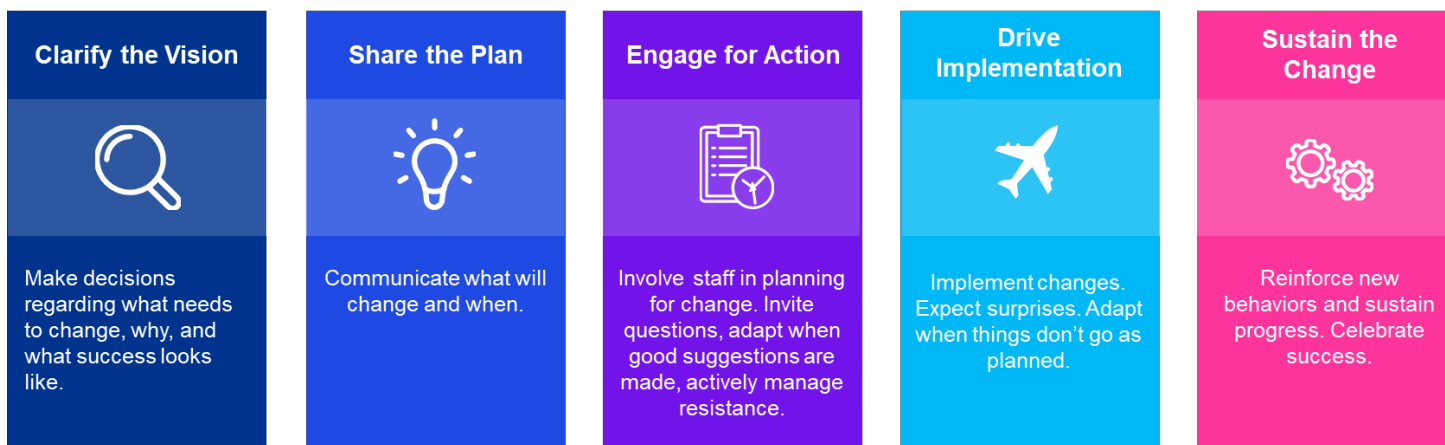 Clarify the Vision
Make decisions
regarding what needs
to change, why, and
what success looks
like.
Share the Plan
Communicate what will
change and when.
Engage for Action
Involve staff in planning
for change. Invite
questions, adapt when
good suggestions are
made, actively manage
resistance.
Drive
Implementation
Implement changes.
Expect surprises. Adapt
when things don’t go as
planned.
Sustain the
Change
Reinforce new
behaviors and sustain
progress. Celebrate
success.